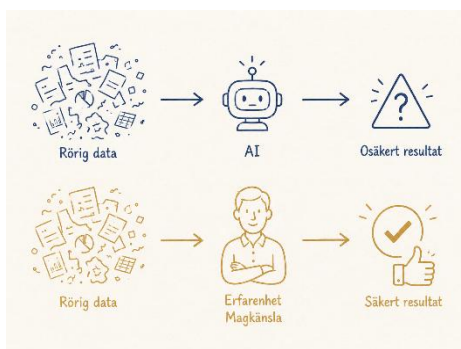 Rörig data
AI
Osäkert resultat
Rörig data
Erfarenhet
Magkänsla
Säkert resultat